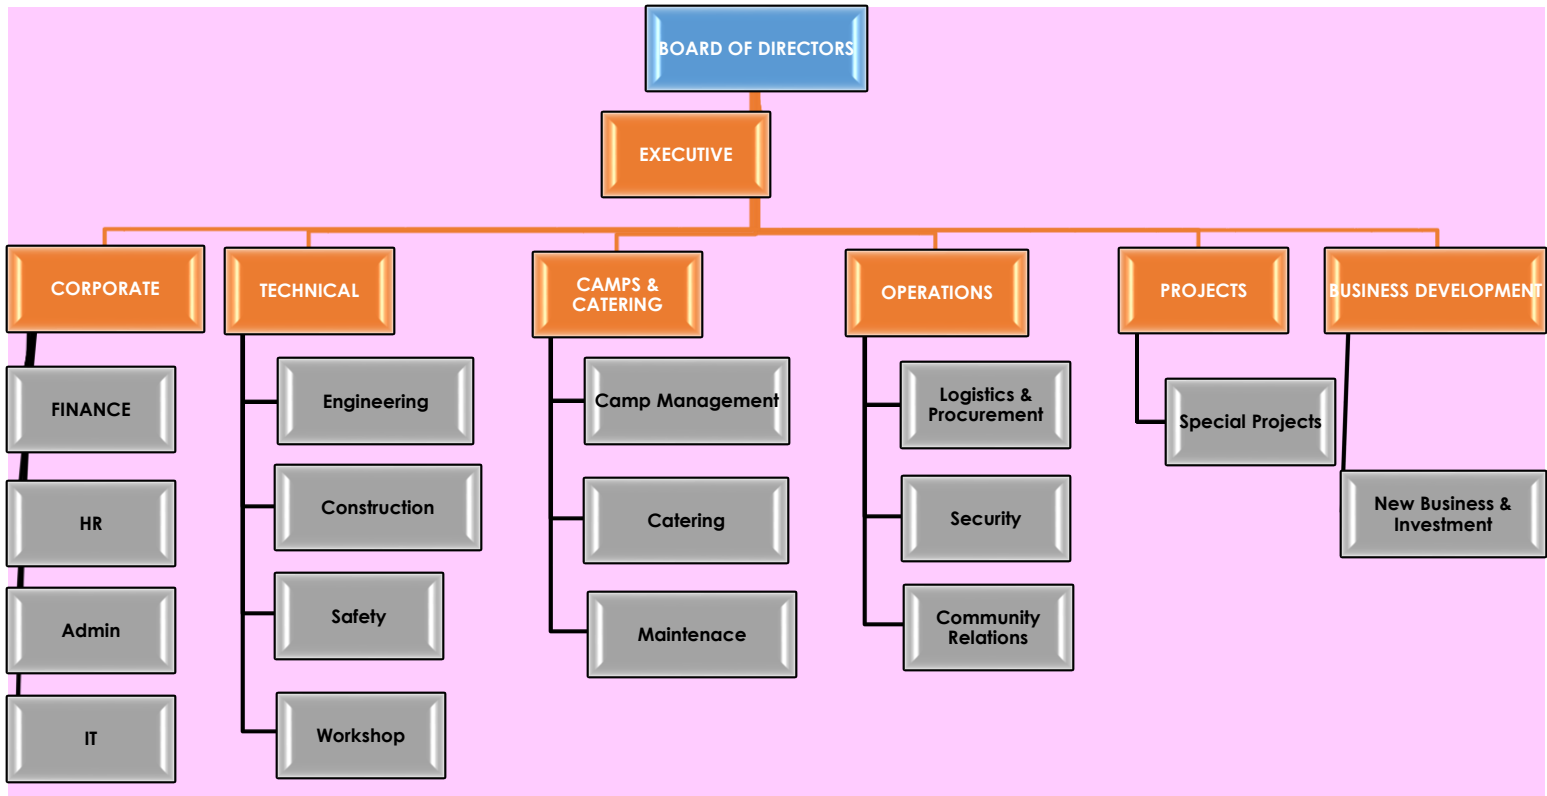 BOARD OF DIRECTORS
EXECUTIVE
CORPORATE
TECHNICAL
CAMPS &
CATERING
OPERATIONS
PROJECTS
BUSINESS DEVELOPMENT
FINANCE
HR
Admin
IT
Engineering
Construction
Safety
Workshop
Camp Management
Catering
Maintenace
Logistics &
Procurement
Security
Community
Relations
Special Projects
New Business &
Investment